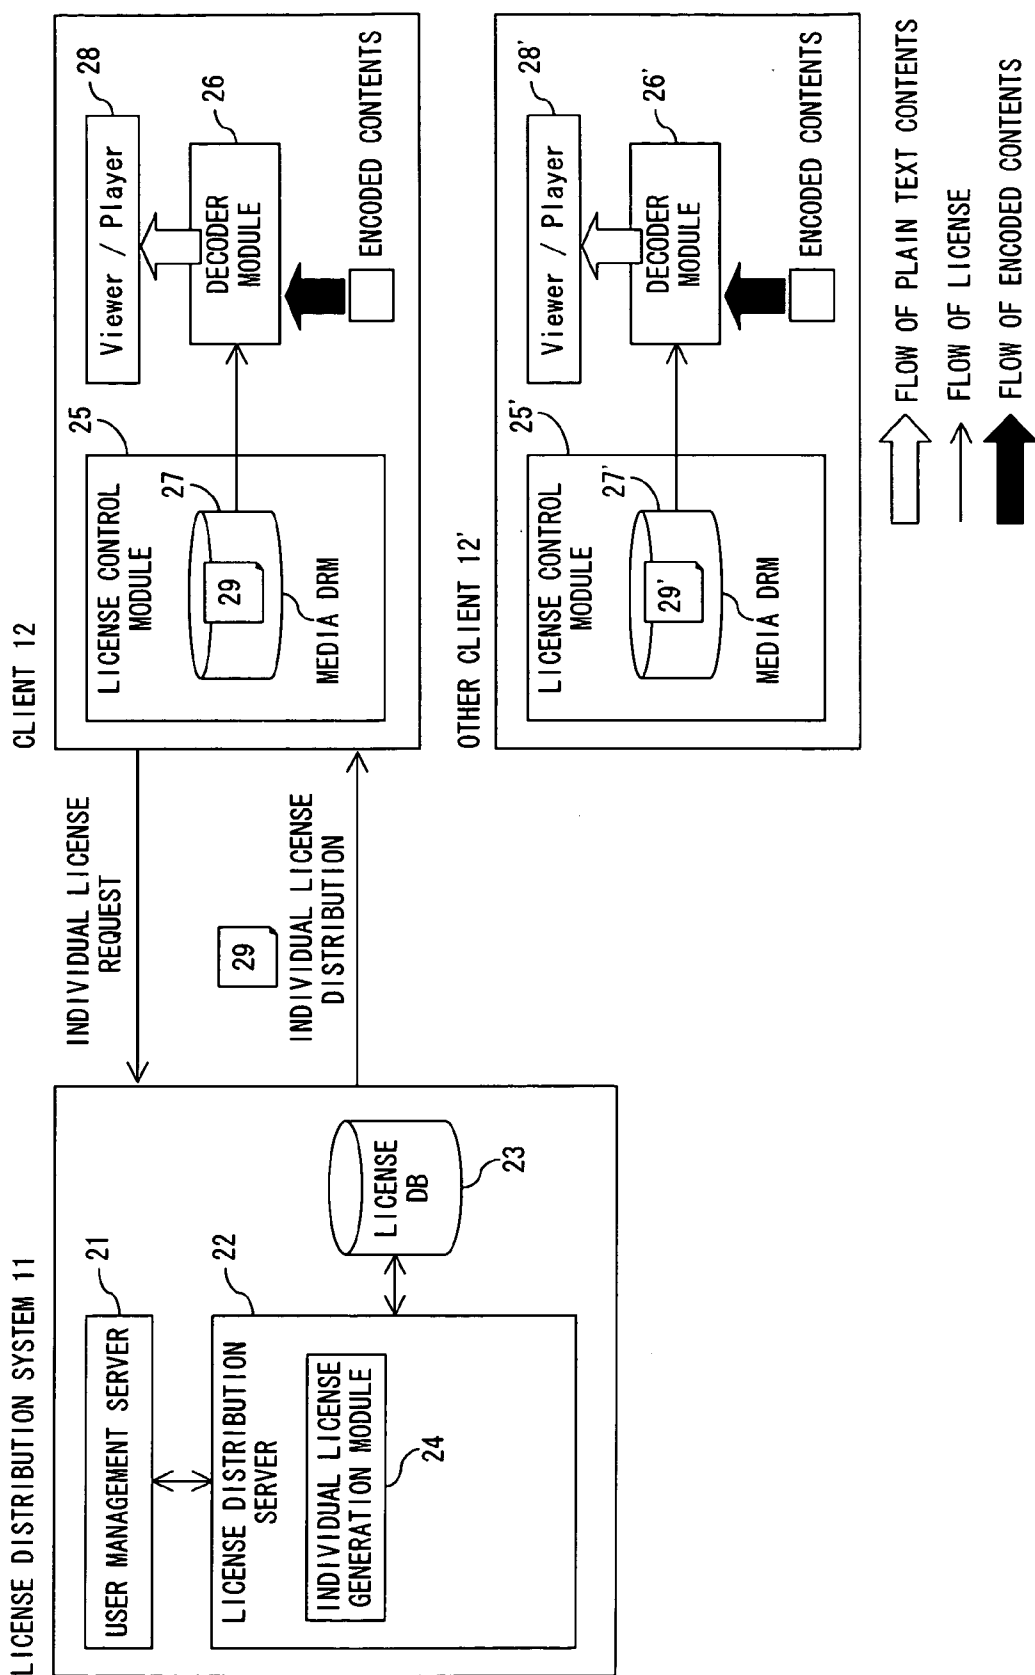 LICENSE DISTRIBUTION SYSTEM 11
USER MANAGEMENT SERVER
21
LICENSE DISTRIBUTION
SERVER
22
INDIVIDUAL LICENSE
GENERATION MODULE
24
LICENSE
DB
23
INDIVIDUAL LICENSE
REQUEST
29
INDIVIDUAL LICENSE
DISTRIBUTION
CLIENT 12
LICENSE CONTROL
MODULE
25
27
29
MEDIA DRM
Viewer / Player
28
DECODER
MODULE
26
ENCODED CONTENTS
OTHER CLIENT 12'
LICENSE CONTROL
MODULE
25'
27'
29'
MEDIA DRM
Viewer / Player
28'
DECODER
MODULE
26'
ENCODED CONTENTS
FLOW OF PLAIN TEXT CONTENTS
FLOW OF LICENSE
FLOW OF ENCODED CONTENTS